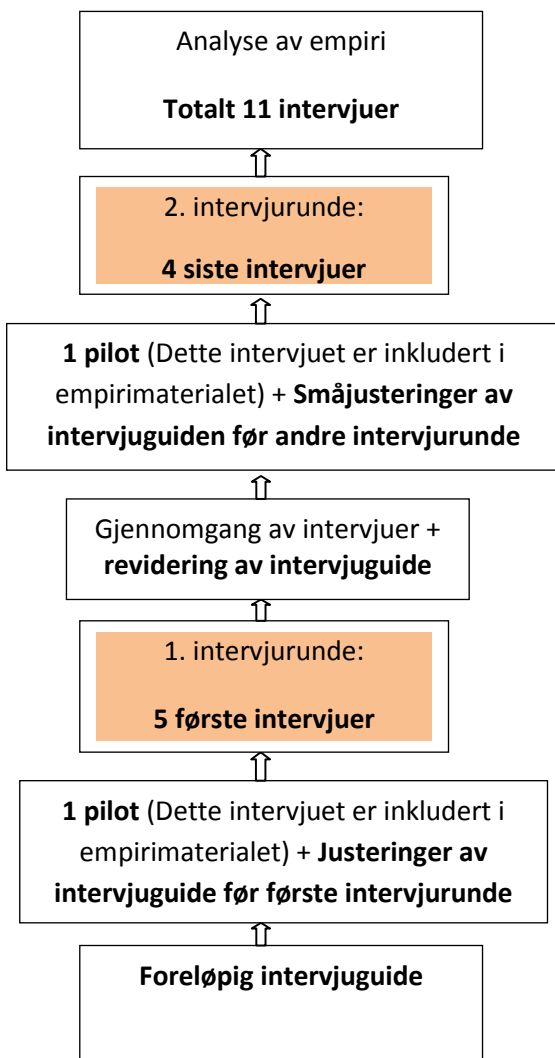 Analyse av empiri
Totalt 11 intervjuer
2. intervjurunde:
4 siste intervjuer
1 pilot (Dette intervjuet er inkludert i
empirimaterialet) + Småjusteringer av
intervjuguiden før andre intervjurunde
Gjennomgang av intervjuer +
revidering av intervjuguide
1. intervjurunde:
5 første intervjuer
1 pilot (Dette intervjuet er inkludert i
empirimaterialet) + Justeringer av
intervjuguide før første intervjurunde
Foreløpig intervjuguide